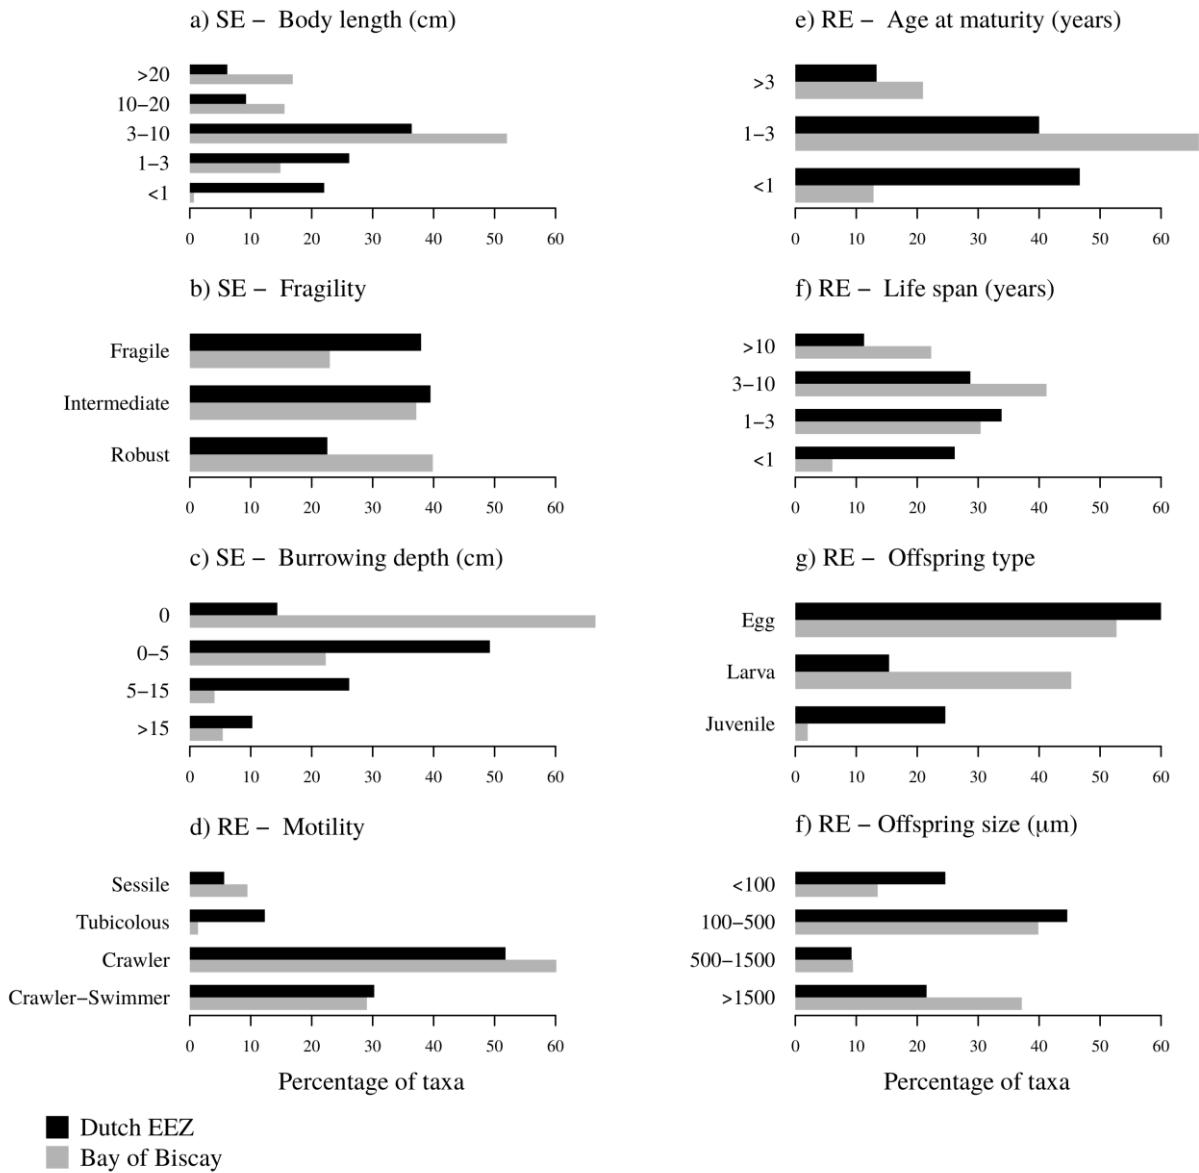 a) SE – Body length (cm)
>20
10–20
3–10
1–3
<1
0 10 20 30 40 50 60
b) SE – Fragility
Fragile
Intermediate
Robust
0 10 20 30 40 50 60
c) SE – Burrowing depth (cm)
0
0–5
5–15
>15
0 10 20 30 40 50 60
d) RE – Motility
Sessile
Tubicolous
Crawler
Crawler–Swimmer
0 10 20 30 40 50 60
Percentage of taxa
e) RE – Age at maturity (years)
>3
1–3
<1
0 10 20 30 40 50 60
f) RE – Life span (years)
>10
3–10
1–3
<1
0 10 20 30 40 50 60
g) RE – Offspring type
Egg
Larva
Juvenile
0 10 20 30 40 50 60
f) RE – Offspring size (μm)
<100
100–500
500–1500
>1500
0 10 20 30 40 50 60
Percentage of taxa
Dutch EEZ
Bay of Biscay